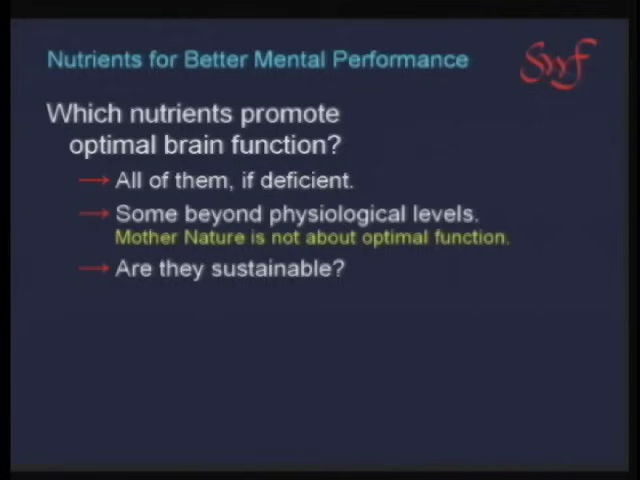 Nutrients for Better Mental Performance
Which nutrients promote
optimal brain function?
All of them, if deficient.
Some beyond physiological levels.
Mother Nature is not about optimal function.
Are they sustainable?